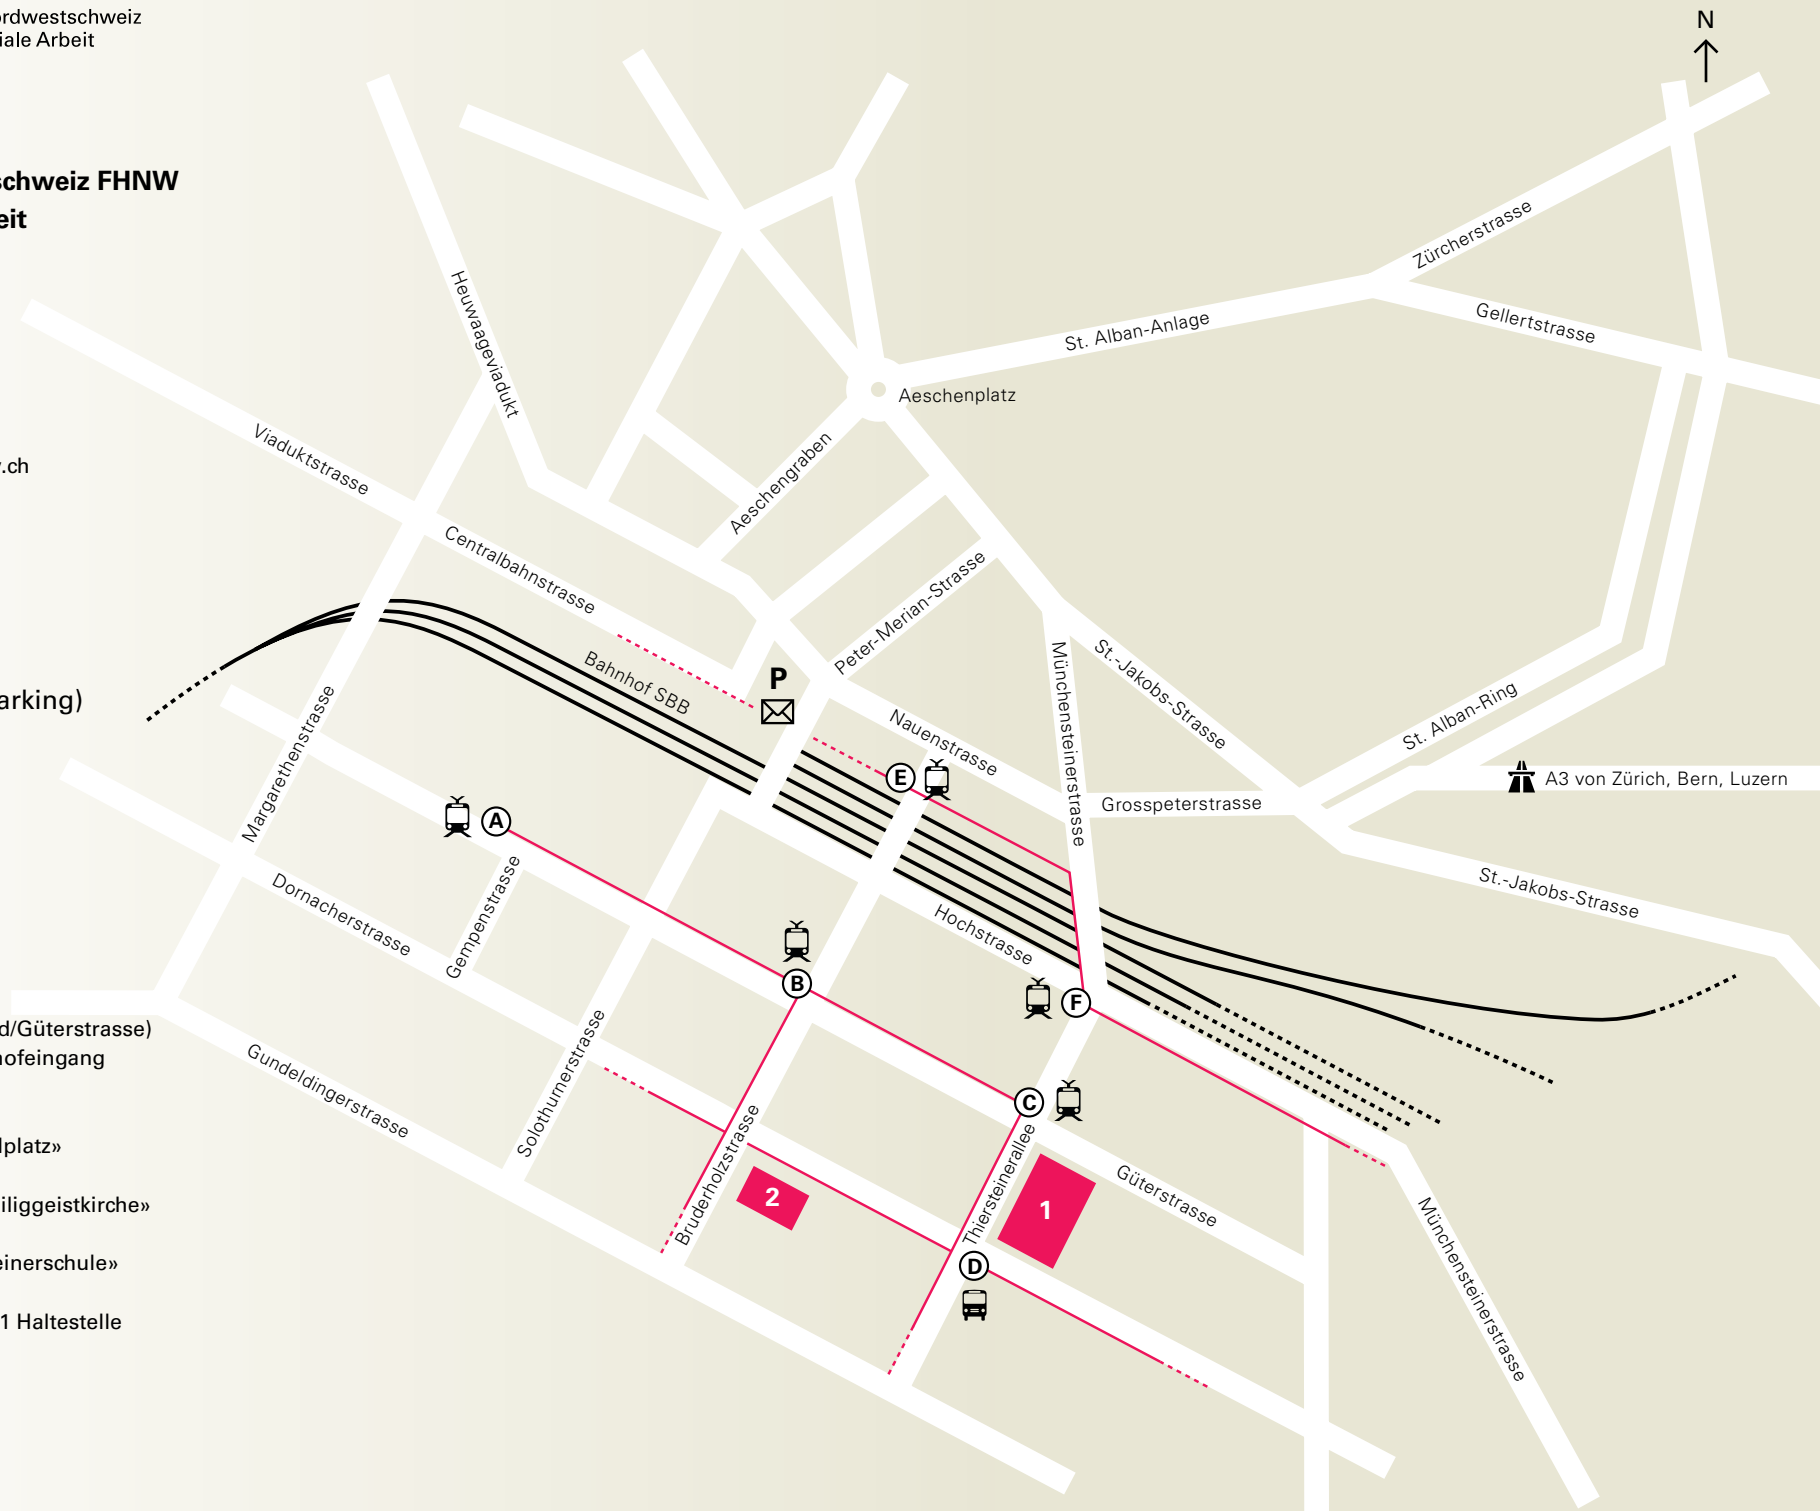 ordwestschweiz
iale Arbeit
N
schweiz FHNW
eit
.ch
arking)
d/Güterstrasse)
ofeingang
lplatz»
iliggeistkirche»
einerschule»
1 Haltestelle
Zürcherstrasse
Gellertstrasse
St. Alban-Anlage
Heuwaageviadukt
Aeschenplatz
Viaduktstrasse
Aeschengraben
Centralbahnstrasse
Peter-Merian-Strasse
Bahnhof SBB
P
Münchensteinerstrasse
St.-Jakobs-Strasse
St. Alban-Ring
Nauenstrasse
Margarethenstrasse
E
A3 von Zürich, Bern, Luzern
Grosspeterstrasse
A
St.-Jakobs-Strasse
Dornacherstrasse
Gempenstrasse
Hochstrasse
B
F
Solothurnerstrasse
Gundeldingerstrasse
C
Bruderholzstrasse
Thiersteinerallee
Güterstrasse
2
1
D
Münchensteinerstrasse